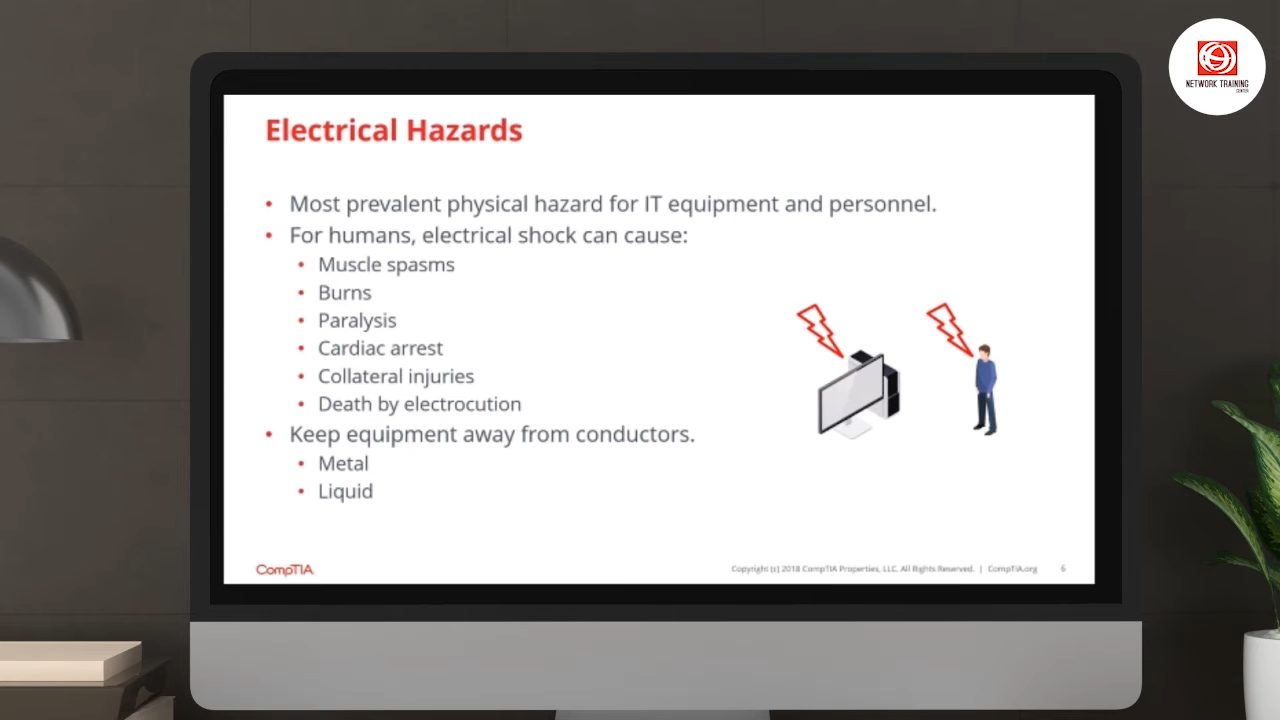 NETWORK TRAINING
CENTER
Electrical Hazards
• Most prevalent physical hazard for IT equipment and personnel.
• For humans, electrical shock can cause:
• Muscle spasms
• Burns
• Paralysis
• Cardiac arrest
• Collateral injuries
• Death by electrocution
• Keep equipment away from conductors.
• Metal
• Liquid
CompTIA
Copyright (c) 2018 CompTIA Properties, LLC. All Rights Reserved. | CompTIA.org 6